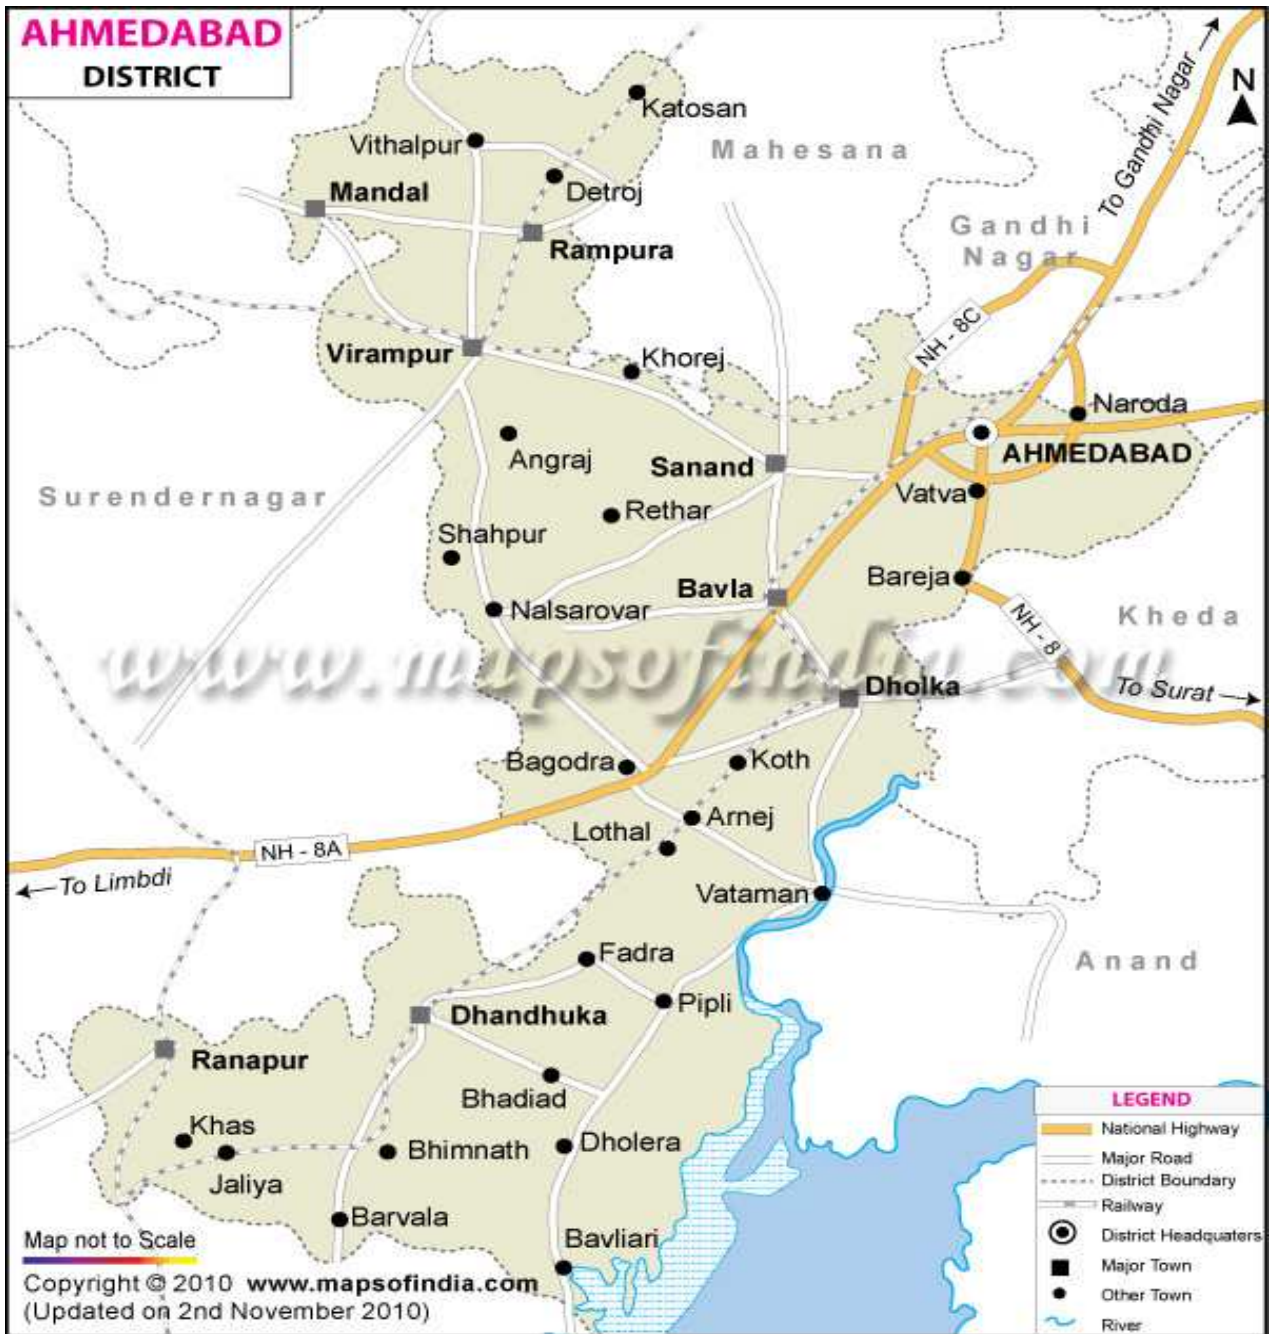 AHMEDABAD
DISTRICT
N
Katosan
Vithalpur
Mahesana
To Gandhi Nagar
Mandal
Detroj
Gandhi
Nagar
Rampura
NH - 8C
Virampur
Khorej
Naroda
AHMEDABAD
Angraj
Sanand
Surendernagar
Vatva
Rethar
Shahpur
Bareja
Bavla
Nalsarovar
NH - 8
Kheda
www.mapsofindia.com
Dholka
To Surat
Bagodra
Koth
Arnej
Lothal
NH - 8A
To Limbdi
Vataman
Fadra
Anand
Pipli
Dhandhuka
Ranapur
Bhadiad
Khas
Bhimnath
Dholera
Jaliya
Barvala
Bavliari
LEGEND
National Highway
Major Road
District Boundary
Railway
District Headquaters
Major Town
Other Town
River
Map not to Scale
Copyright @ 2010 www.mapsofindia.com
(Updated on 2nd November 2010)